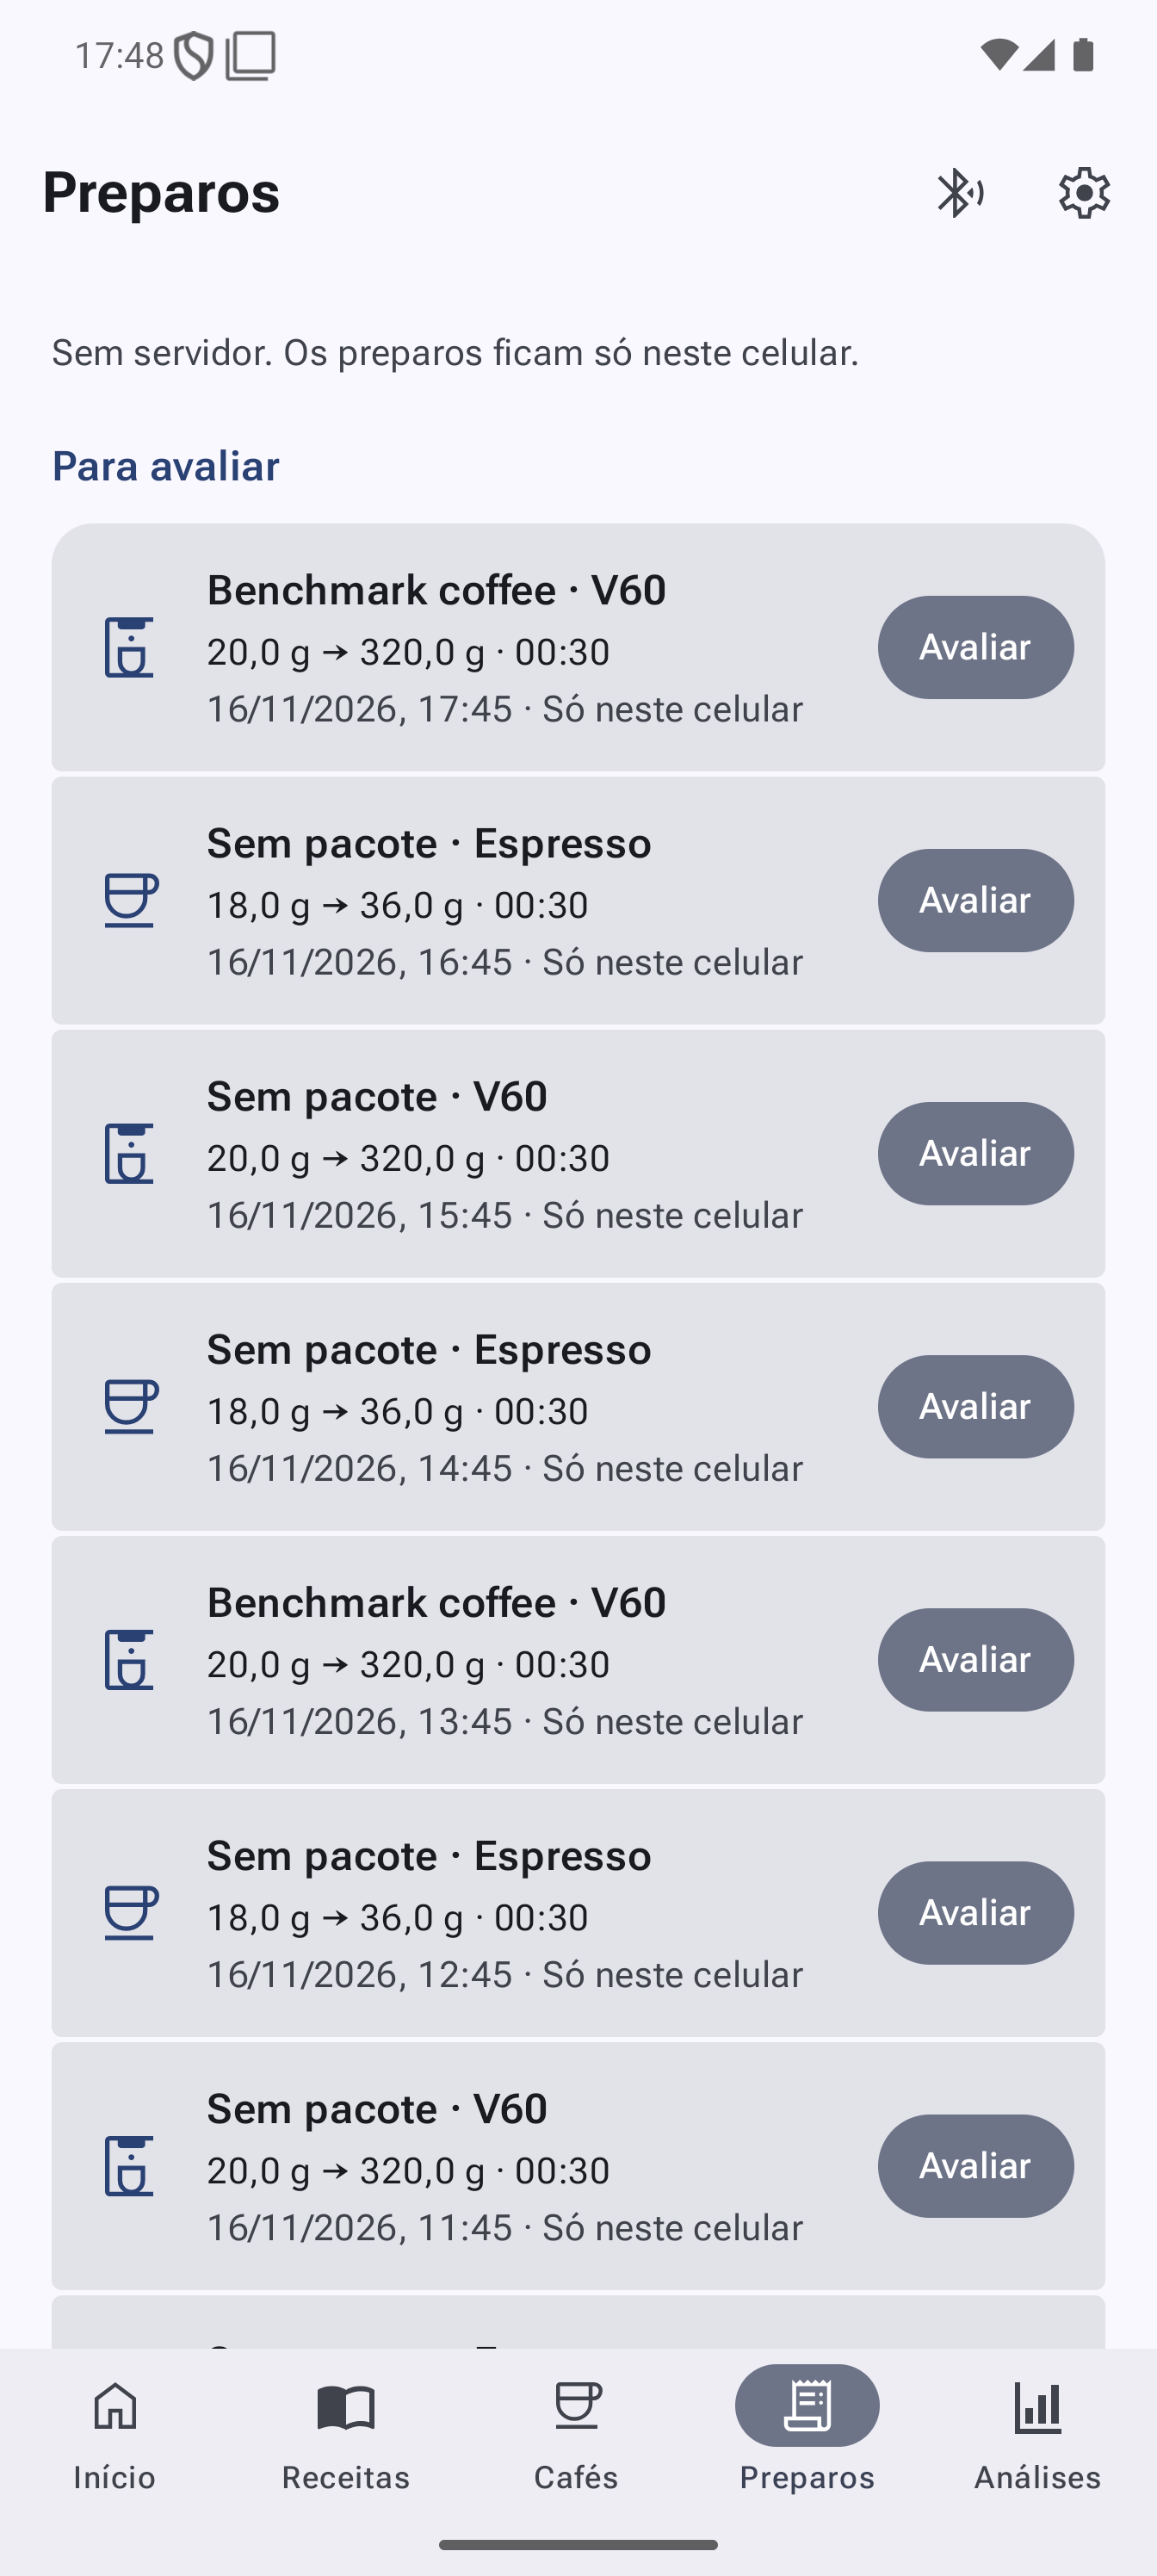 17:48
Preparos
Sem servidor. Os preparos ficam só neste celular.
Para avaliar
Benchmark coffee · V60
20,0 g → 320,0 g · 00:30
16/11/2026, 17:45 · Só neste celular
Avaliar
Sem pacote · Espresso
18,0 g → 36,0 g · 00:30
16/11/2026, 16:45 · Só neste celular
Avaliar
Sem pacote · V60
20,0 g → 320,0 g · 00:30
16/11/2026, 15:45 · Só neste celular
Avaliar
Sem pacote · Espresso
18,0 g → 36,0 g · 00:30
16/11/2026, 14:45 · Só neste celular
Avaliar
Benchmark coffee · V60
20,0 g → 320,0 g · 00:30
16/11/2026, 13:45 · Só neste celular
Avaliar
Sem pacote · Espresso
18,0 g → 36,0 g · 00:30
16/11/2026, 12:45 · Só neste celular
Avaliar
Sem pacote · V60
20,0 g → 320,0 g · 00:30
16/11/2026, 11:45 · Só neste celular
Avaliar
Início
Receitas
Cafés
Preparos
Análises